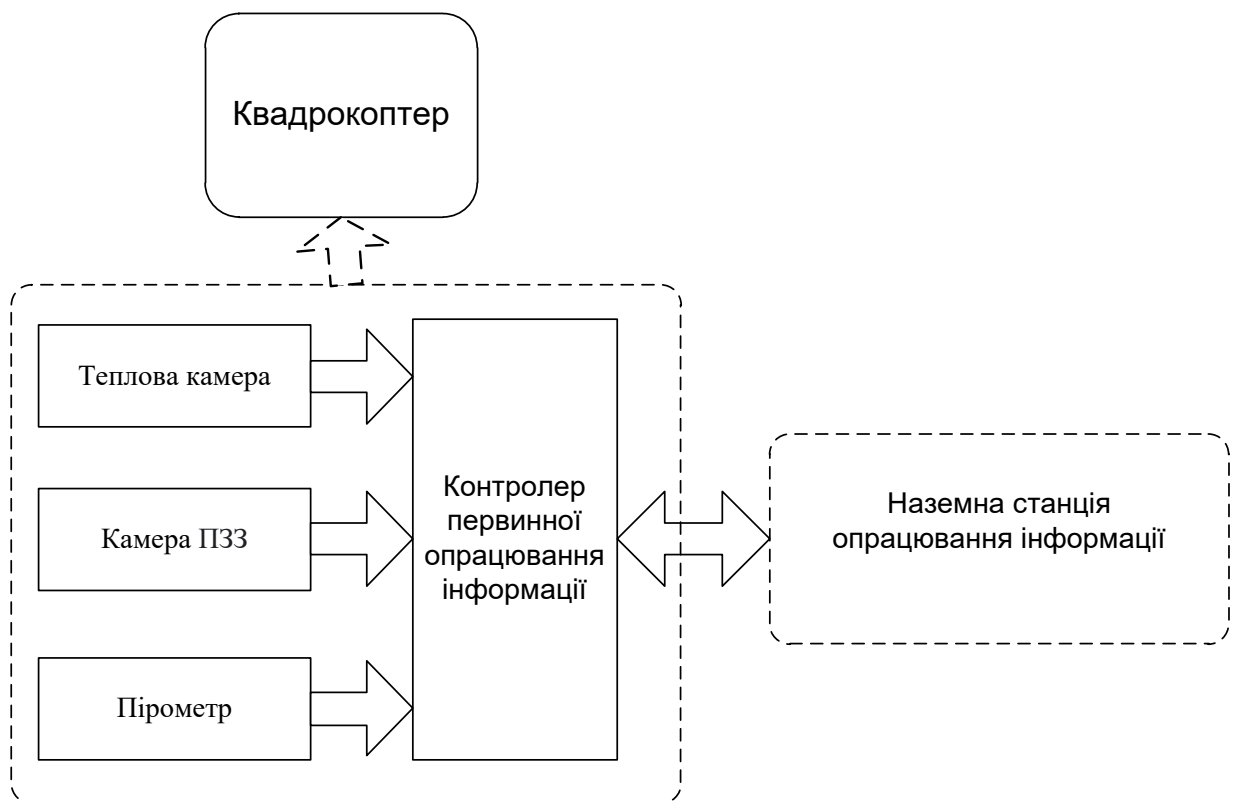 Квадрокоптер
Теплова камера
Камера ПЗЗ
Пірометр
Контролер
первинної
опрацювання
інформації
Наземна станція
опрацювання інформації